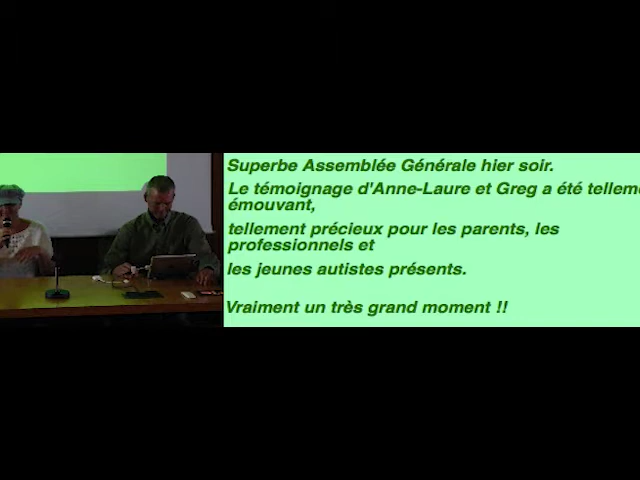 Superbe Assemblée Générale hier soir.
Le témoignage d'Anne-Laure et Greg a été telleme
émouvant,
tellement précieux pour les parents, les
professionnels et
les jeunes autistes présents.
Vraiment un très grand moment !!